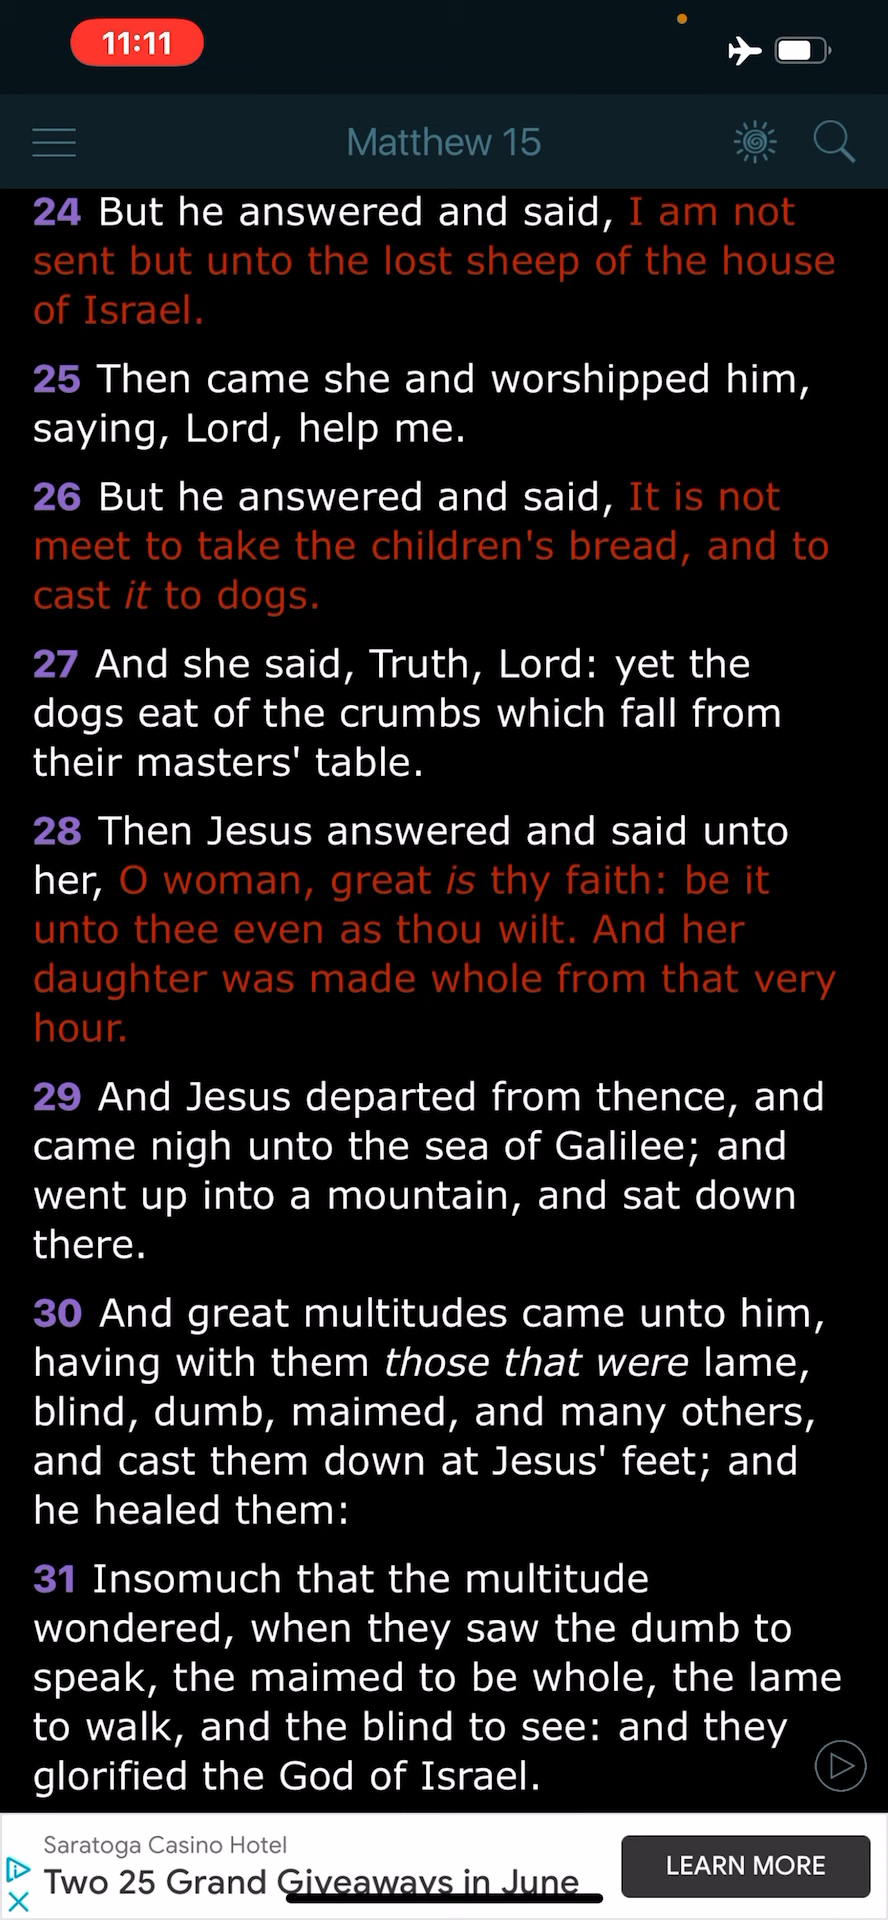 11:11
Matthew 15
24 But he answered and said, I am not
sent but unto the lost sheep of the house
of Israel.
25 Then came she and worshipped him,
saying, Lord, help me.
26 But he answered and said, It is not
meet to take the children's bread, and to
cast it to dogs.
27 And she said, Truth, Lord: yet the
dogs eat of the crumbs which fall from
their masters' table.
28 Then Jesus answered and said unto
her, O woman, great is thy faith: be it
unto thee even as thou wilt. And her
daughter was made whole from that very
hour.
29 And Jesus departed from thence, and
came nigh unto the sea of Galilee; and
went up into a mountain, and sat down
there.
30 And great multitudes came unto him,
having with them those that were lame,
blind, dumb, maimed, and many others,
and cast them down at Jesus' feet; and
he healed them:
31 Insomuch that the multitude
wondered, when they saw the dumb to
speak, the maimed to be whole, the lame
to walk, and the blind to see: and they
glorified the God of Israel.
Saratoga Casino Hotel
Two 25 Grand Giveaways in June
LEARN MORE